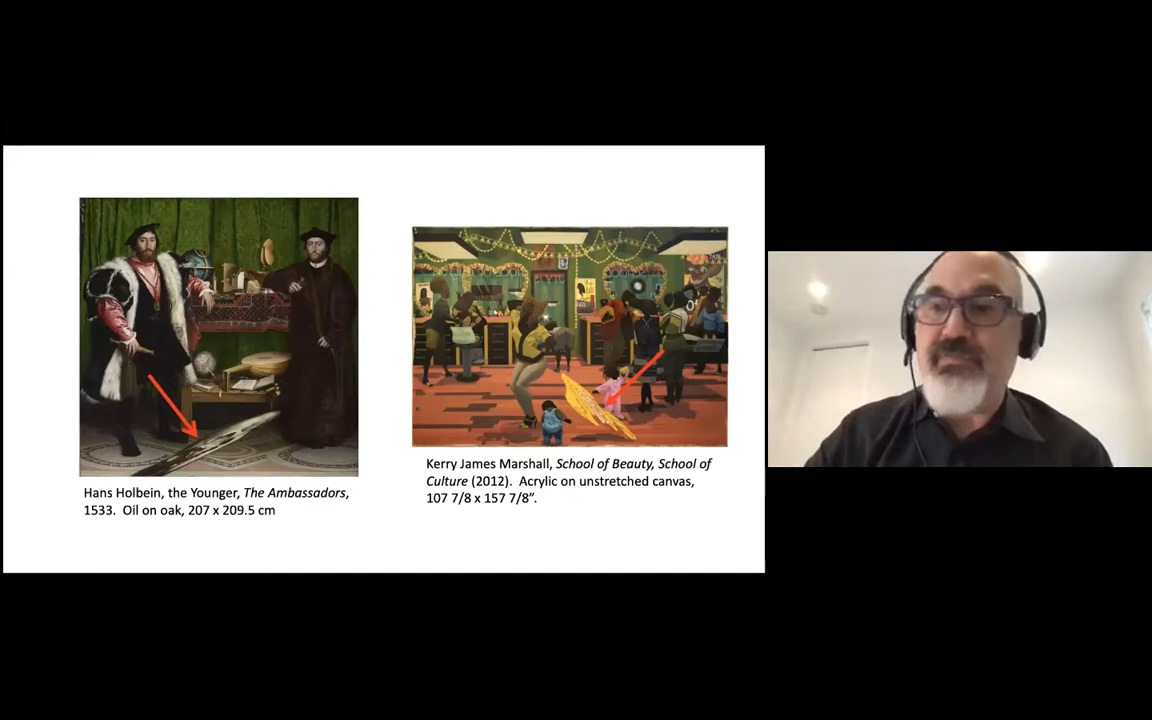 Hans Holbein, the Younger, The Ambassadors,
1533. Oil on oak, 207 x 209.5 cm
Kerry James Marshall, School of Beauty, School of
Culture (2012). Acrylic on unstretched canvas,
107 7/8 x 157 7/8”.